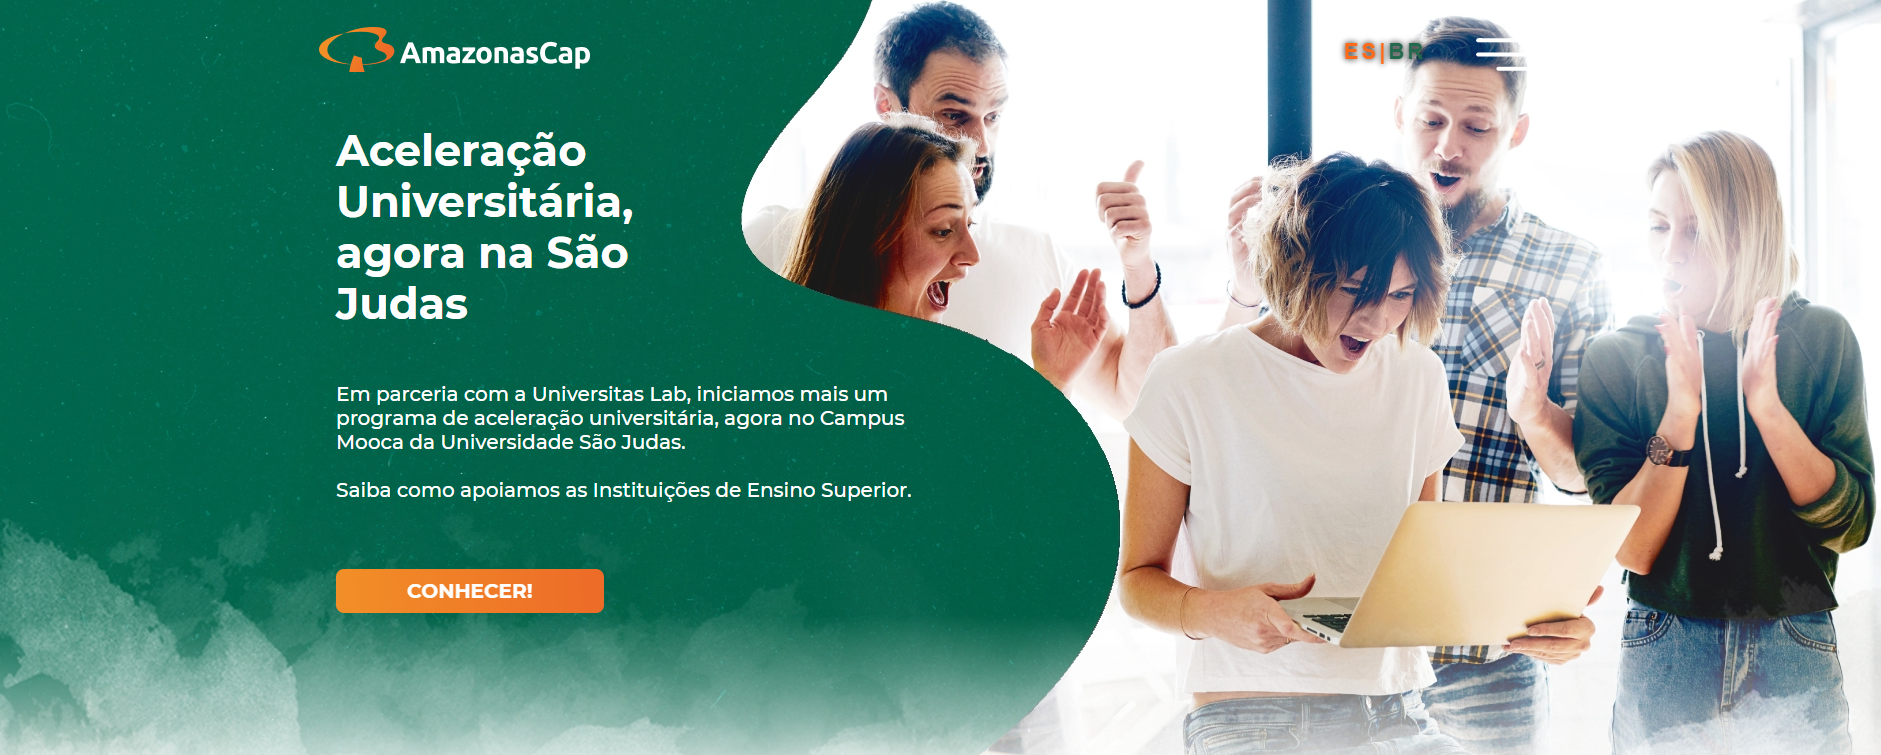 AmazonasCap
ES|BR
Aceleração
Universitária,
agora na São
Judas
Em parceria com a Universitas Lab, iniciamos mais um
programa de aceleração universitária, agora no Campus
Mooca da Universidade São Judas.
Saiba como apoiamos as Instituições de Ensino Superior.
CONHECER!